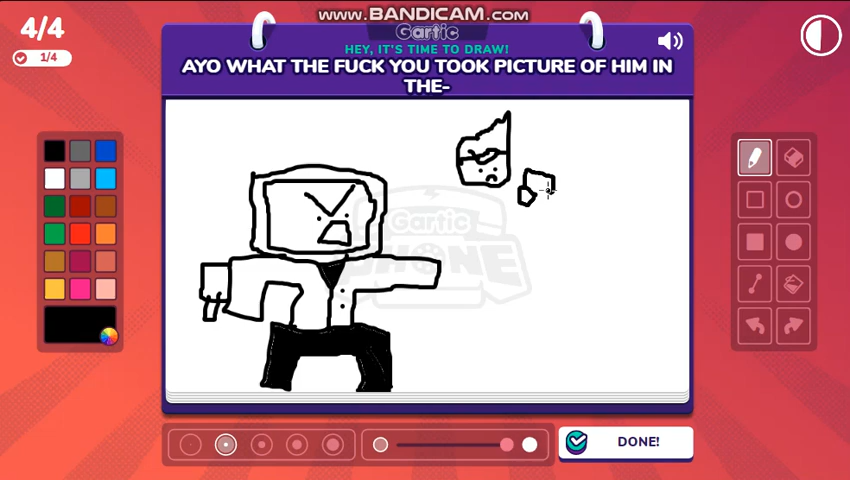 www.BANDICAM.com
4/4
Gartic
1/4
HEY, IT'S TIME TO DRAW!
AYO WHAT THE FUCK YOU TOOK PICTURE OF HIM IN
THE-
Gartic
PHONE
DONE!